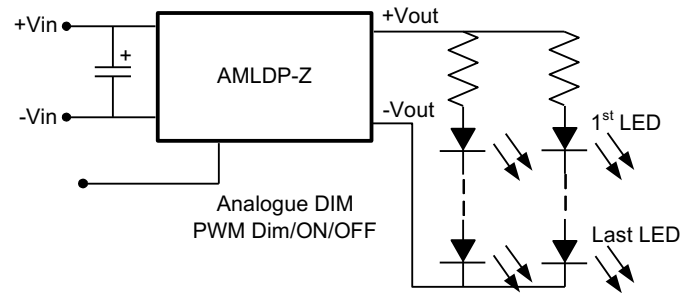 +Vin
+Vout
+
AMLDP-Z
-Vin
-Vout
1st LED
Analogue DIM
PWM Dim/ON/OFF
Last LED